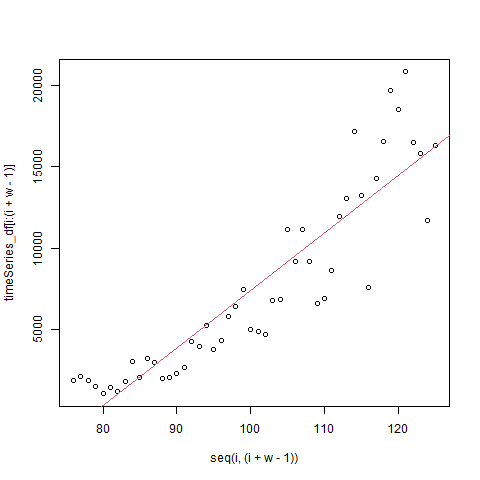 20000
15000
10000
5000
timeSeries_df[i:(i + w - 1)]
80 90 100 110 120
seq(i, (i + w - 1))